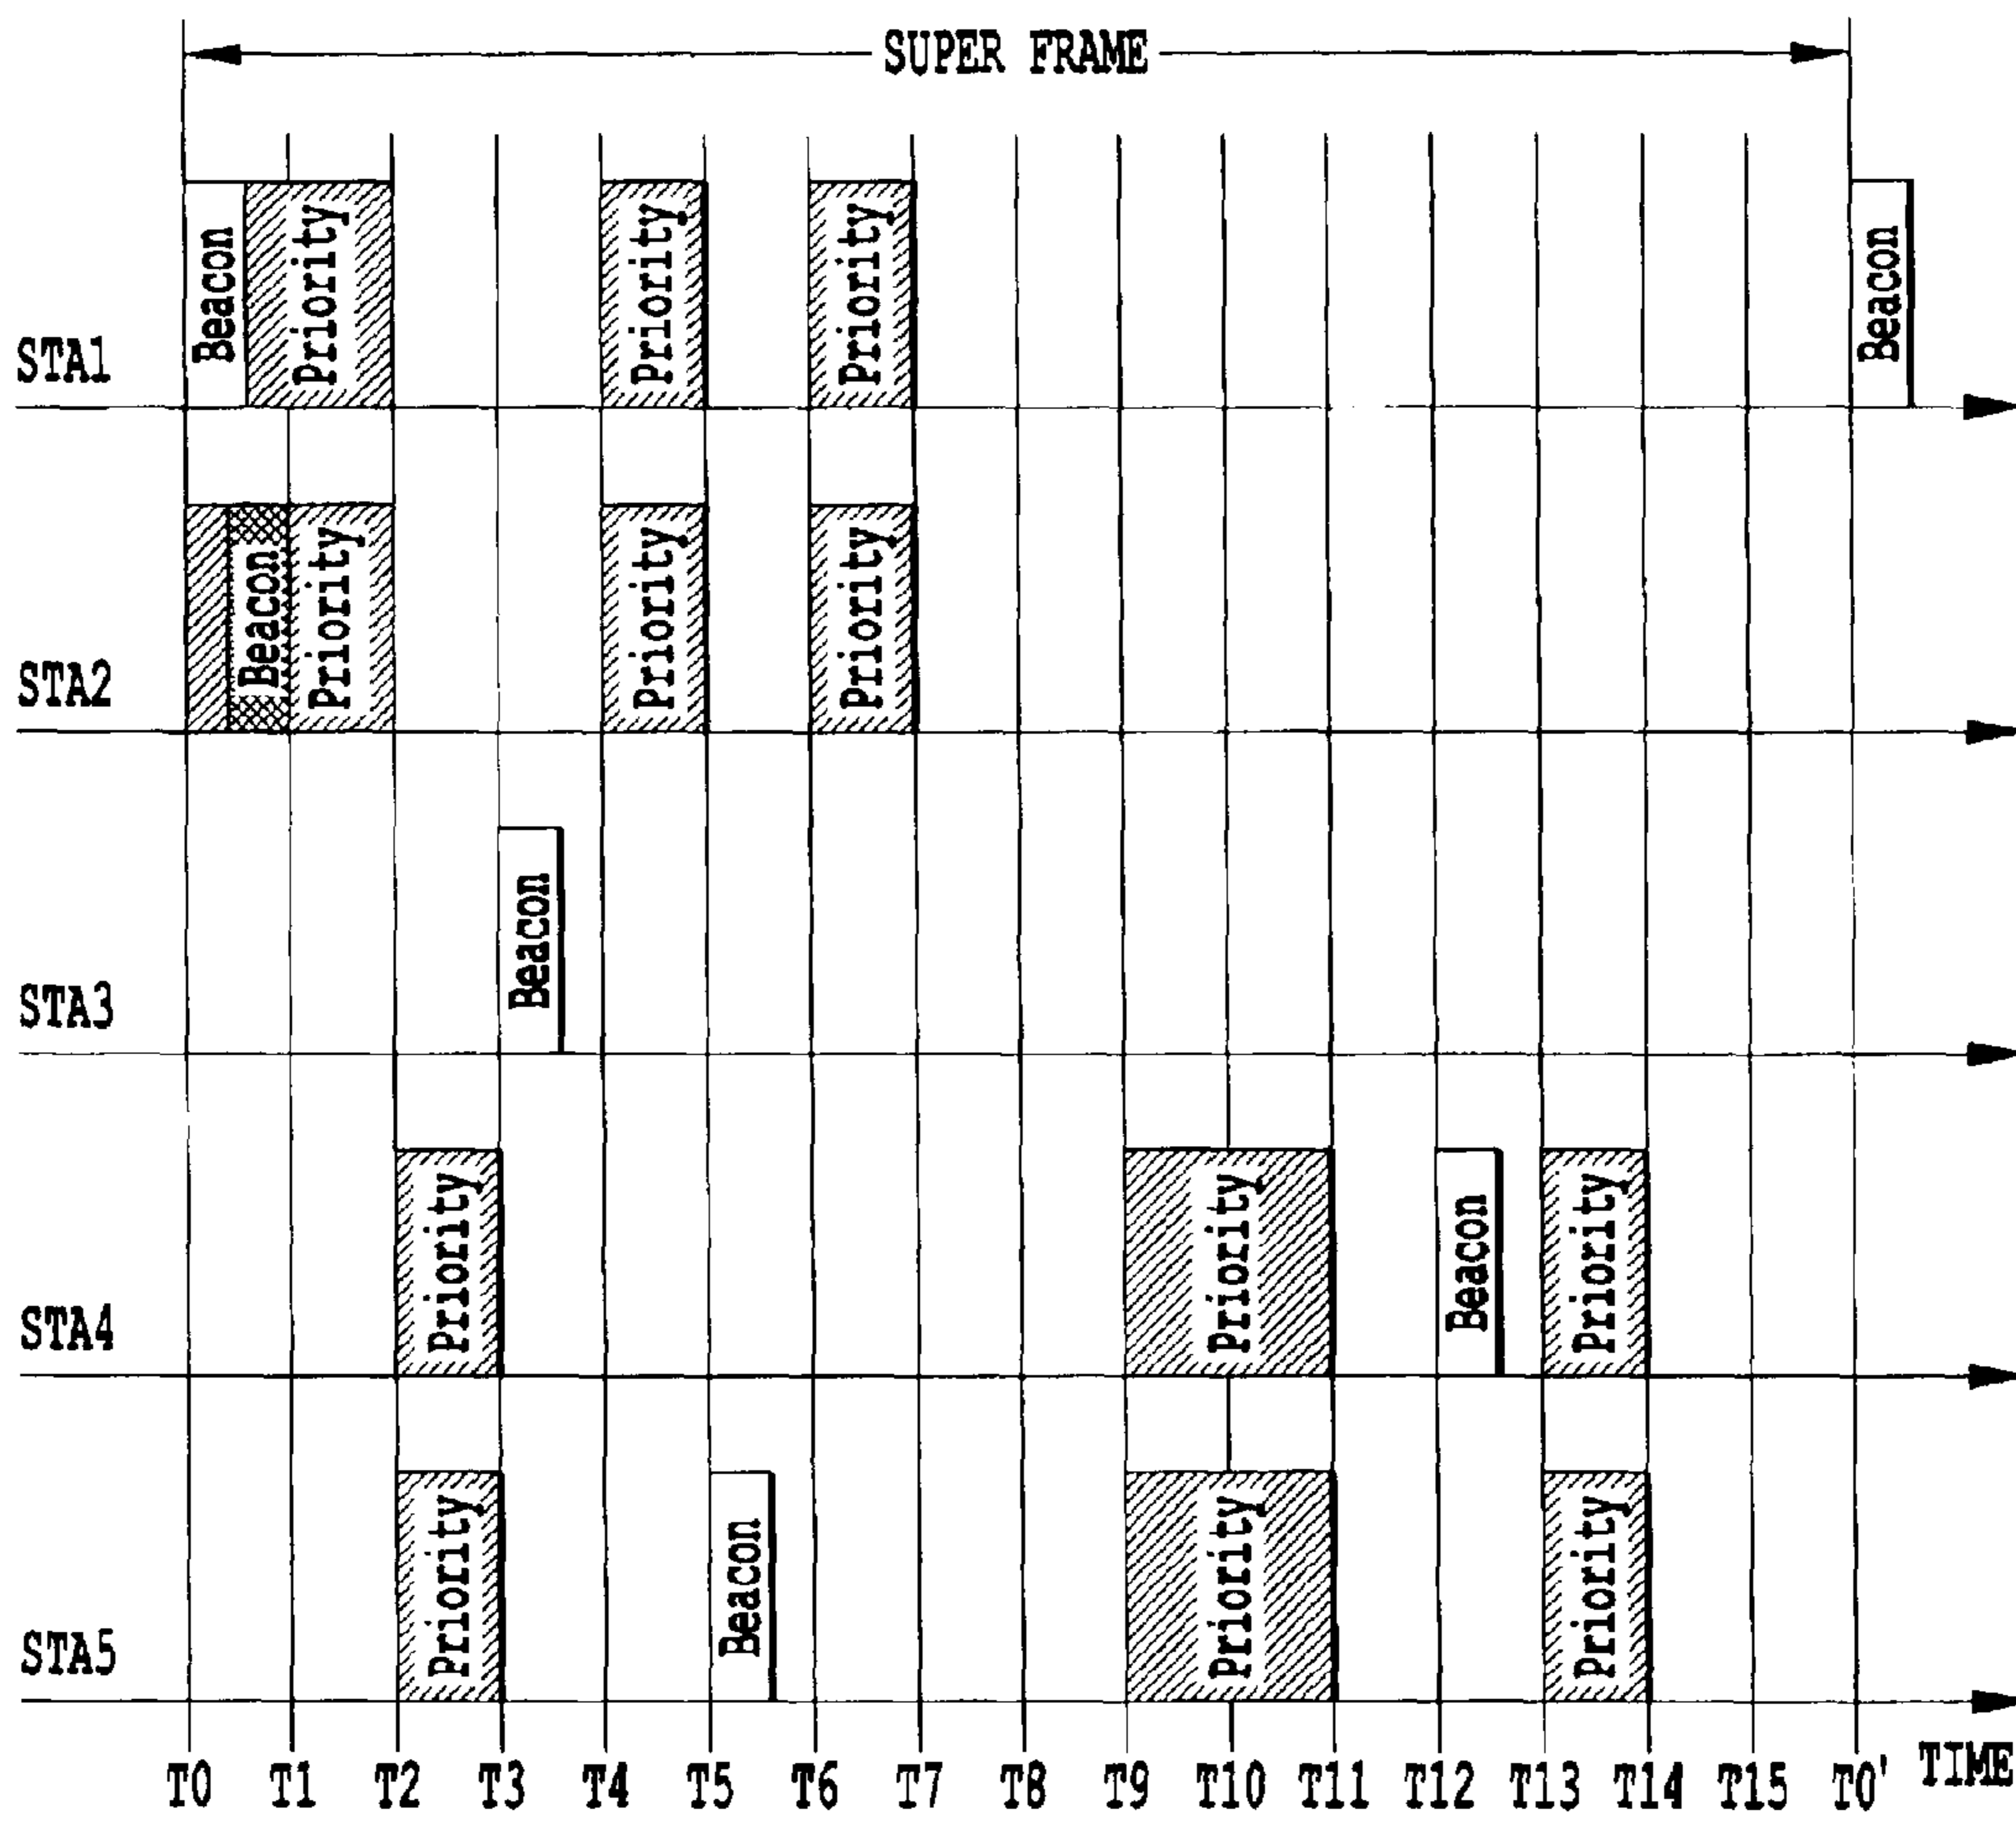 SUPER FRAME
STA1
Beacon
Priority
Priority
Priority
Beacon
STA2
Beacon
Priority
Priority
Priority
STA3
Beacon
STA4
Priority
Priority
Beacon
Priority
STA5
Priority
Beacon
Priority
Priority
T0 T1 T2 T3 T4 T5 T6 T7 T8 T9 T10 T11 T12 T13 T14 T15 T0' TIME